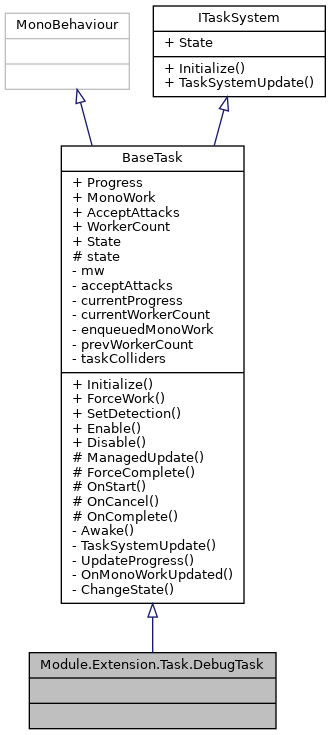 MonoBehaviour
ITaskSystem
+ State
+ Initialize()
+ TaskSystemUpdate()
BaseTask
+ Progress
+ MonoWork
+ AcceptAttacks
+ WorkerCount
+ State
# state
- mw
- acceptAttacks
- currentProgress
- currentWorkerCount
- enqueuedMonoWork
- prevWorkerCount
- taskColliders
+ Initialize()
+ ForceWork()
+ SetDetection()
+ Enable()
+ Disable()
# ManagedUpdate()
# ForceComplete()
# OnStart()
# OnCancel()
# OnComplete()
- Awake()
- TaskSystemUpdate()
- UpdateProgress()
- OnMonoWorkUpdated()
- ChangeState()
Module.Extension.Task.DebugTask